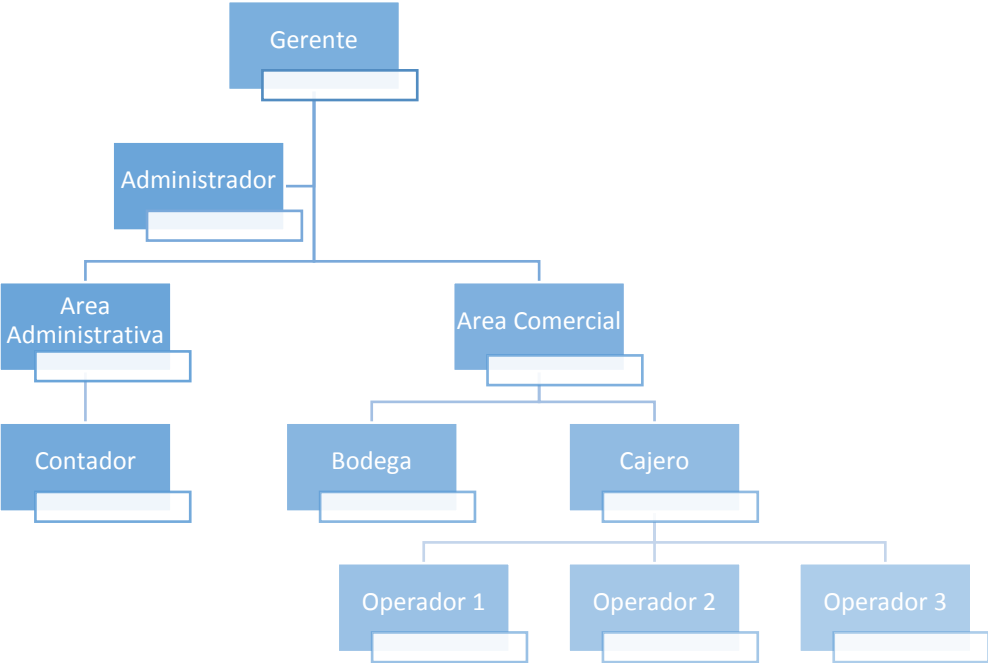 Gerente
Administrador
Area
Administrativa
Area Comercial
Contador
Bodega
Cajero
Operador 1
Operador 2
Operador 3